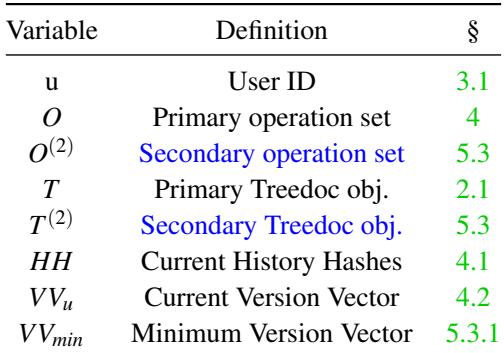 Variable Definition §
u User ID 3.1
O Primary operation set 4
O(2) Secondary operation set 5.3
T Primary Treedoc obj. 2.1
T(2) Secondary Treedoc obj. 5.3
HH Current History Hashes 4.1
VVu Current Version Vector 4.2
VVmin Minimum Version Vector 5.3.1